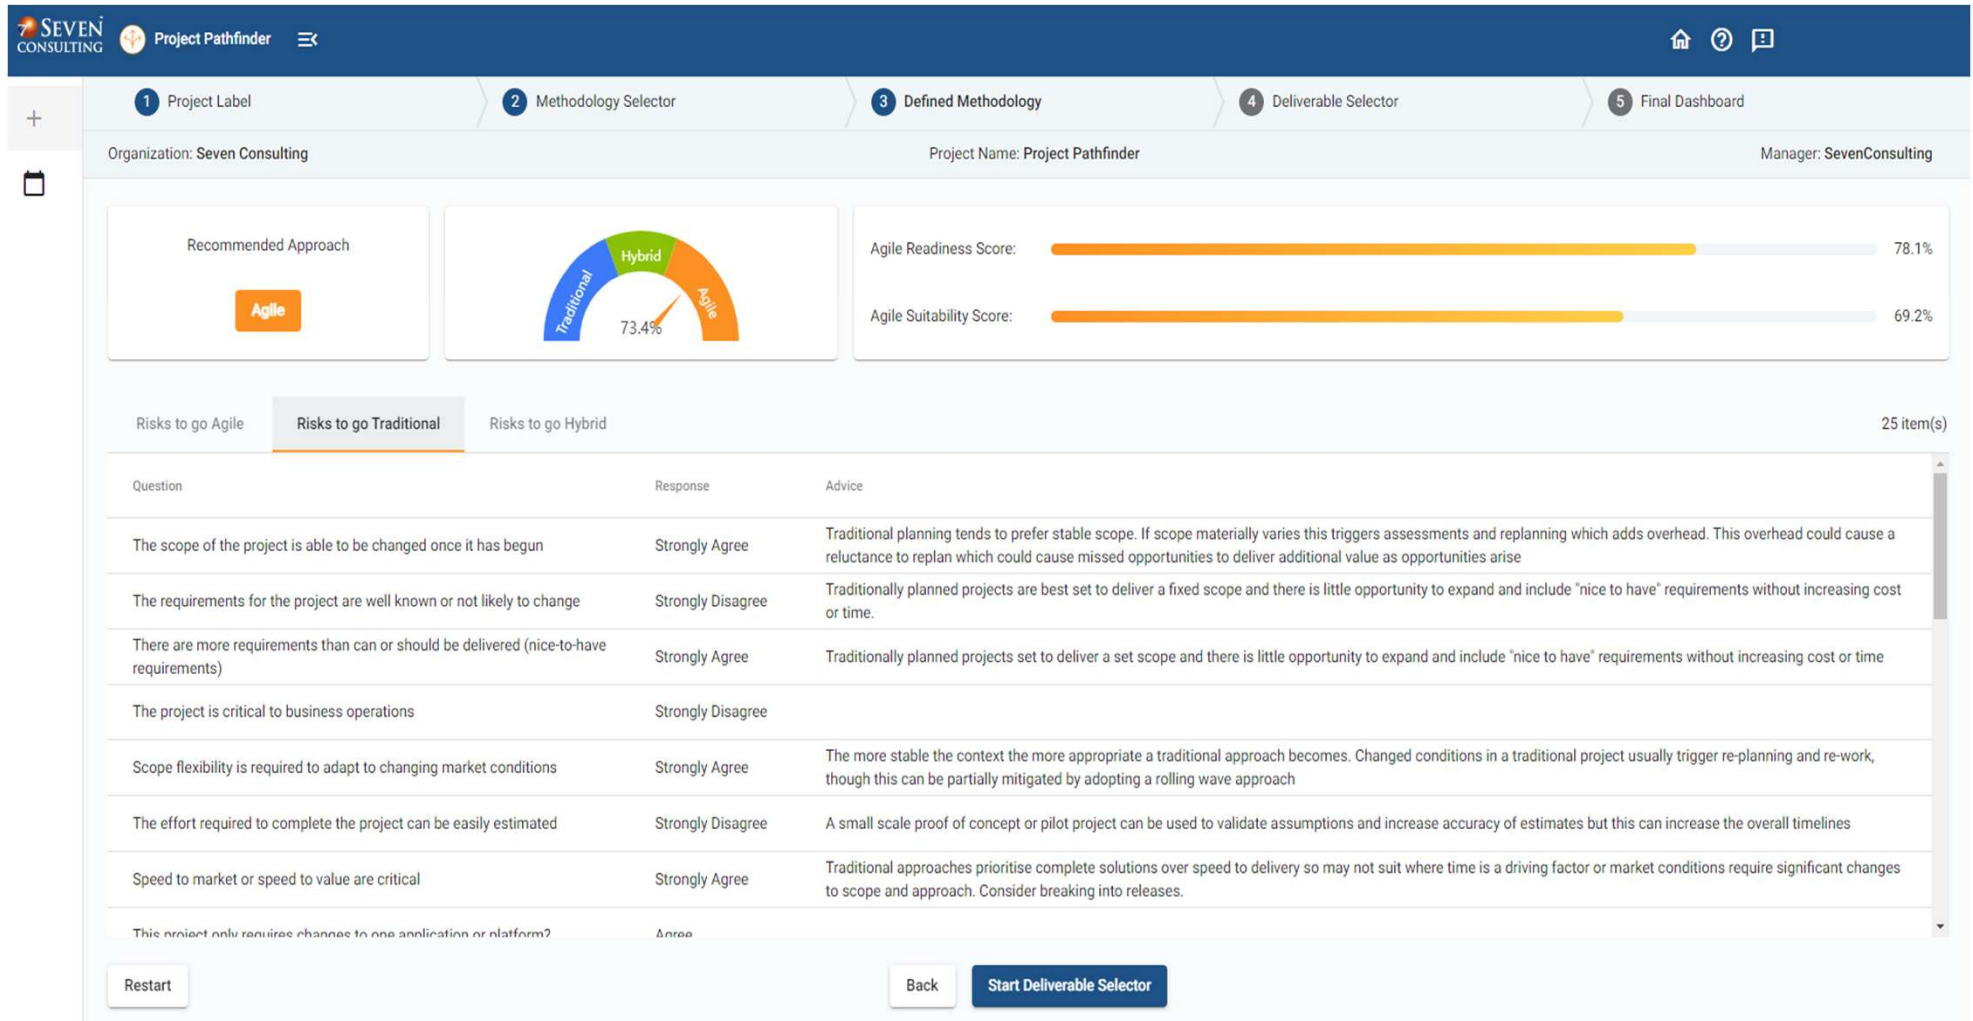 SEVEN
CONSULTING
Project Pathfinder
1 Project Label
2 Methodology Selector
3 Defined Methodology
4 Deliverable Selector
5 Final Dashboard
Organization: Seven Consulting
Project Name: Project Pathfinder
Manager: SevenConsulting
Recommended Approach
Agile
Traditional
Hybrid
Agile
73.4%
Agile Readiness Score: 78.1%
Agile Suitability Score: 69.2%
Risks to go Agile
Risks to go Traditional
Risks to go Hybrid
25 item(s)
Question Response Advice
The scope of the project is able to be changed once it has begun
Strongly Agree
Traditional planning tends to prefer stable scope. If scope materially varies this triggers assessments and replanning which adds overhead. This overhead could cause a
reluctance to replan which could cause missed opportunities to deliver additional value as opportunities arise
The requirements for the project are well known or not likely to change
Strongly Disagree
Traditionally planned projects are best set to deliver a fixed scope and there is little opportunity to expand and include "nice to have" requirements without increasing cost
or time.
There are more requirements than can or should be delivered (nice-to-have
requirements)
Strongly Agree
Traditionally planned projects set to deliver a set scope and there is little opportunity to expand and include "nice to have" requirements without increasing cost or time
The project is critical to business operations
Strongly Disagree
Scope flexibility is required to adapt to changing market conditions
Strongly Agree
The more stable the context the more appropriate a traditional approach becomes. Changed conditions in a traditional project usually trigger re-planning and re-work,
though this can be partially mitigated by adopting a rolling wave approach
The effort required to complete the project can be easily estimated
Strongly Disagree
A small scale proof of concept or pilot project can be used to validate assumptions and increase accuracy of estimates but this can increase the overall timelines
Speed to market or speed to value are critical
Strongly Agree
Traditional approaches prioritise complete solutions over speed to delivery so may not suit where time is a driving factor or market conditions require significant changes
to scope and approach. Consider breaking into releases.
This project only requires changes to one application or platform?
Agree
Restart
Back
Start Deliverable Selector